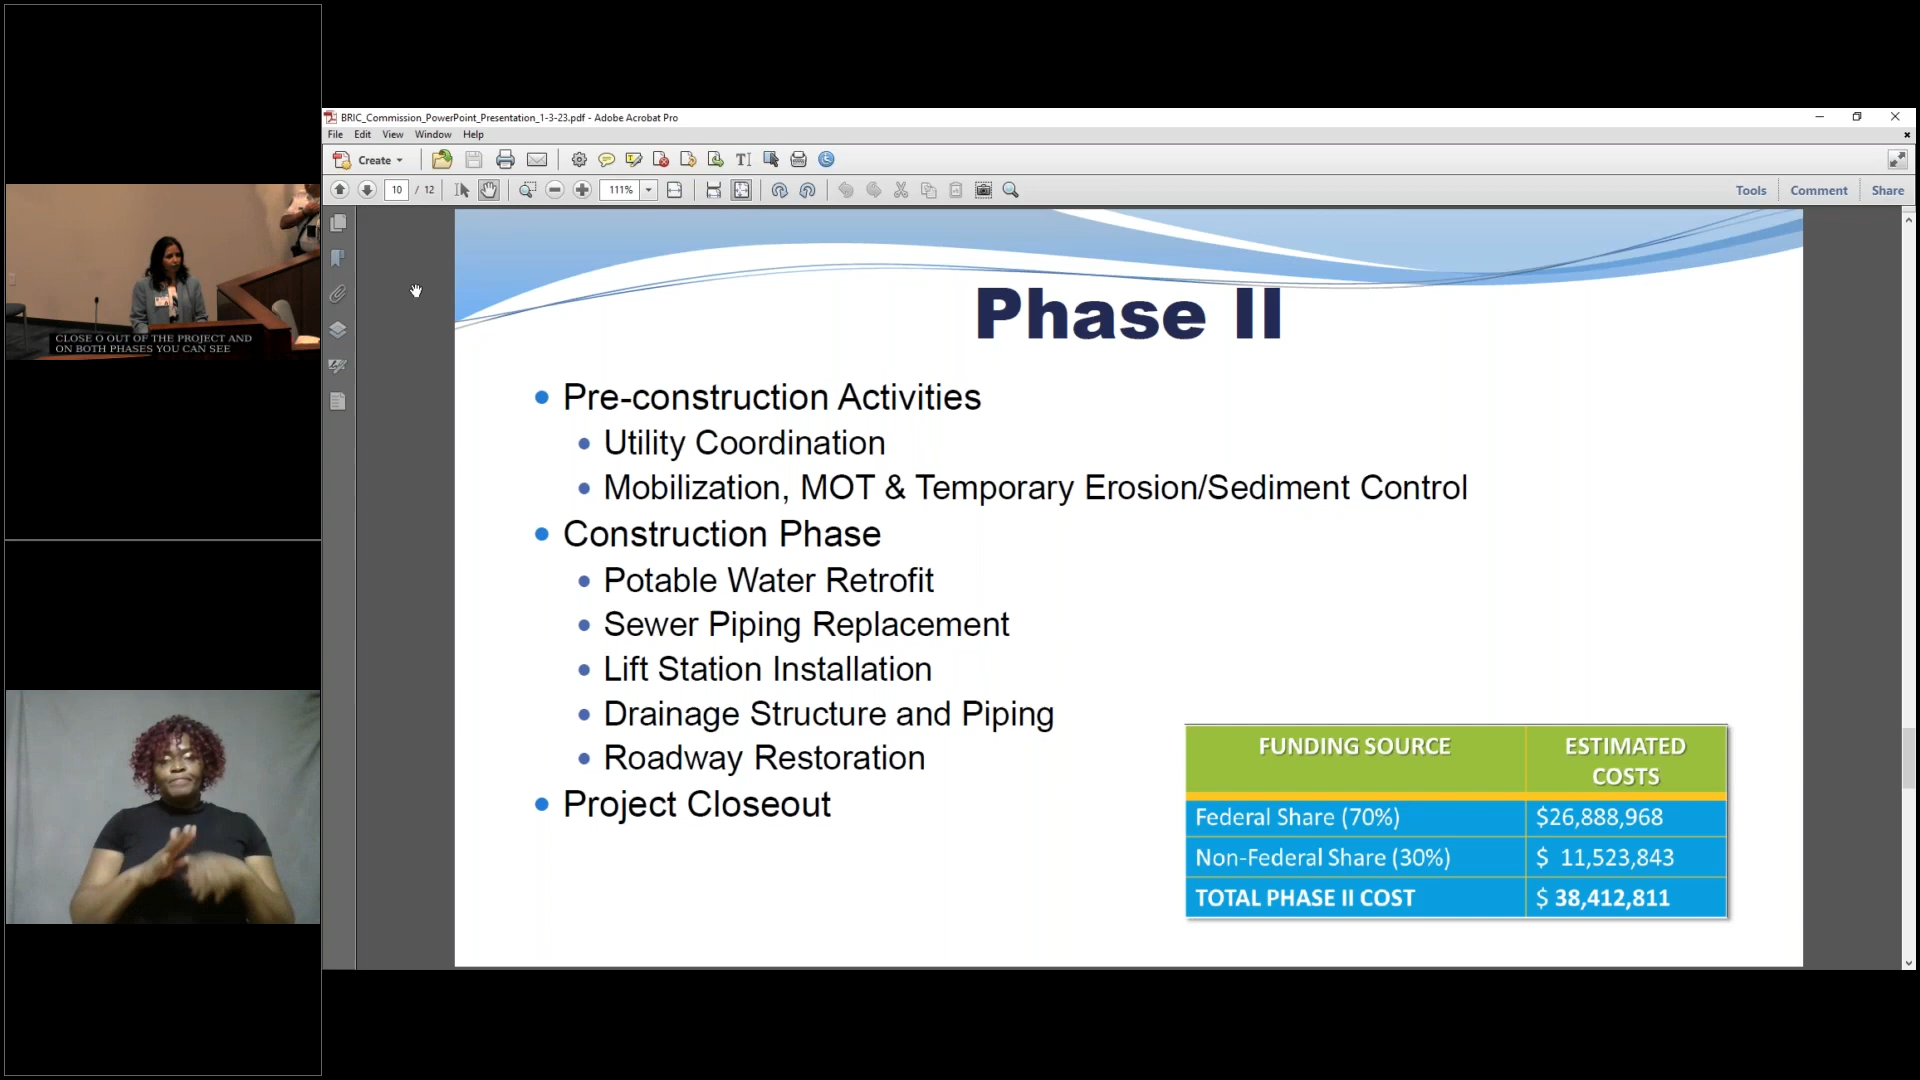 BRIC_Commission_PowerPoint_Presentation_1-3-23.pdf - Adobe Acrobat Pro
File Edit View Window Help
Create
10 / 12 111% Tools Comment Share
Phase II
Pre-construction Activities
Utility Coordination
Mobilization, MOT & Temporary Erosion/Sediment Control
Construction Phase
Potable Water Retrofit
Sewer Piping Replacement
Lift Station Installation
Drainage Structure and Piping
Roadway Restoration
Project Closeout
FUNDING SOURCE ESTIMATED
COSTS
Federal Share (70%) $26,888,968
Non-Federal Share (30%) $ 11,523,843
TOTAL PHASE II COST $ 38,412,811
CLOSE O OUT OF THE PROJECT AND
ON BOTH PHASES YOU CAN SEE